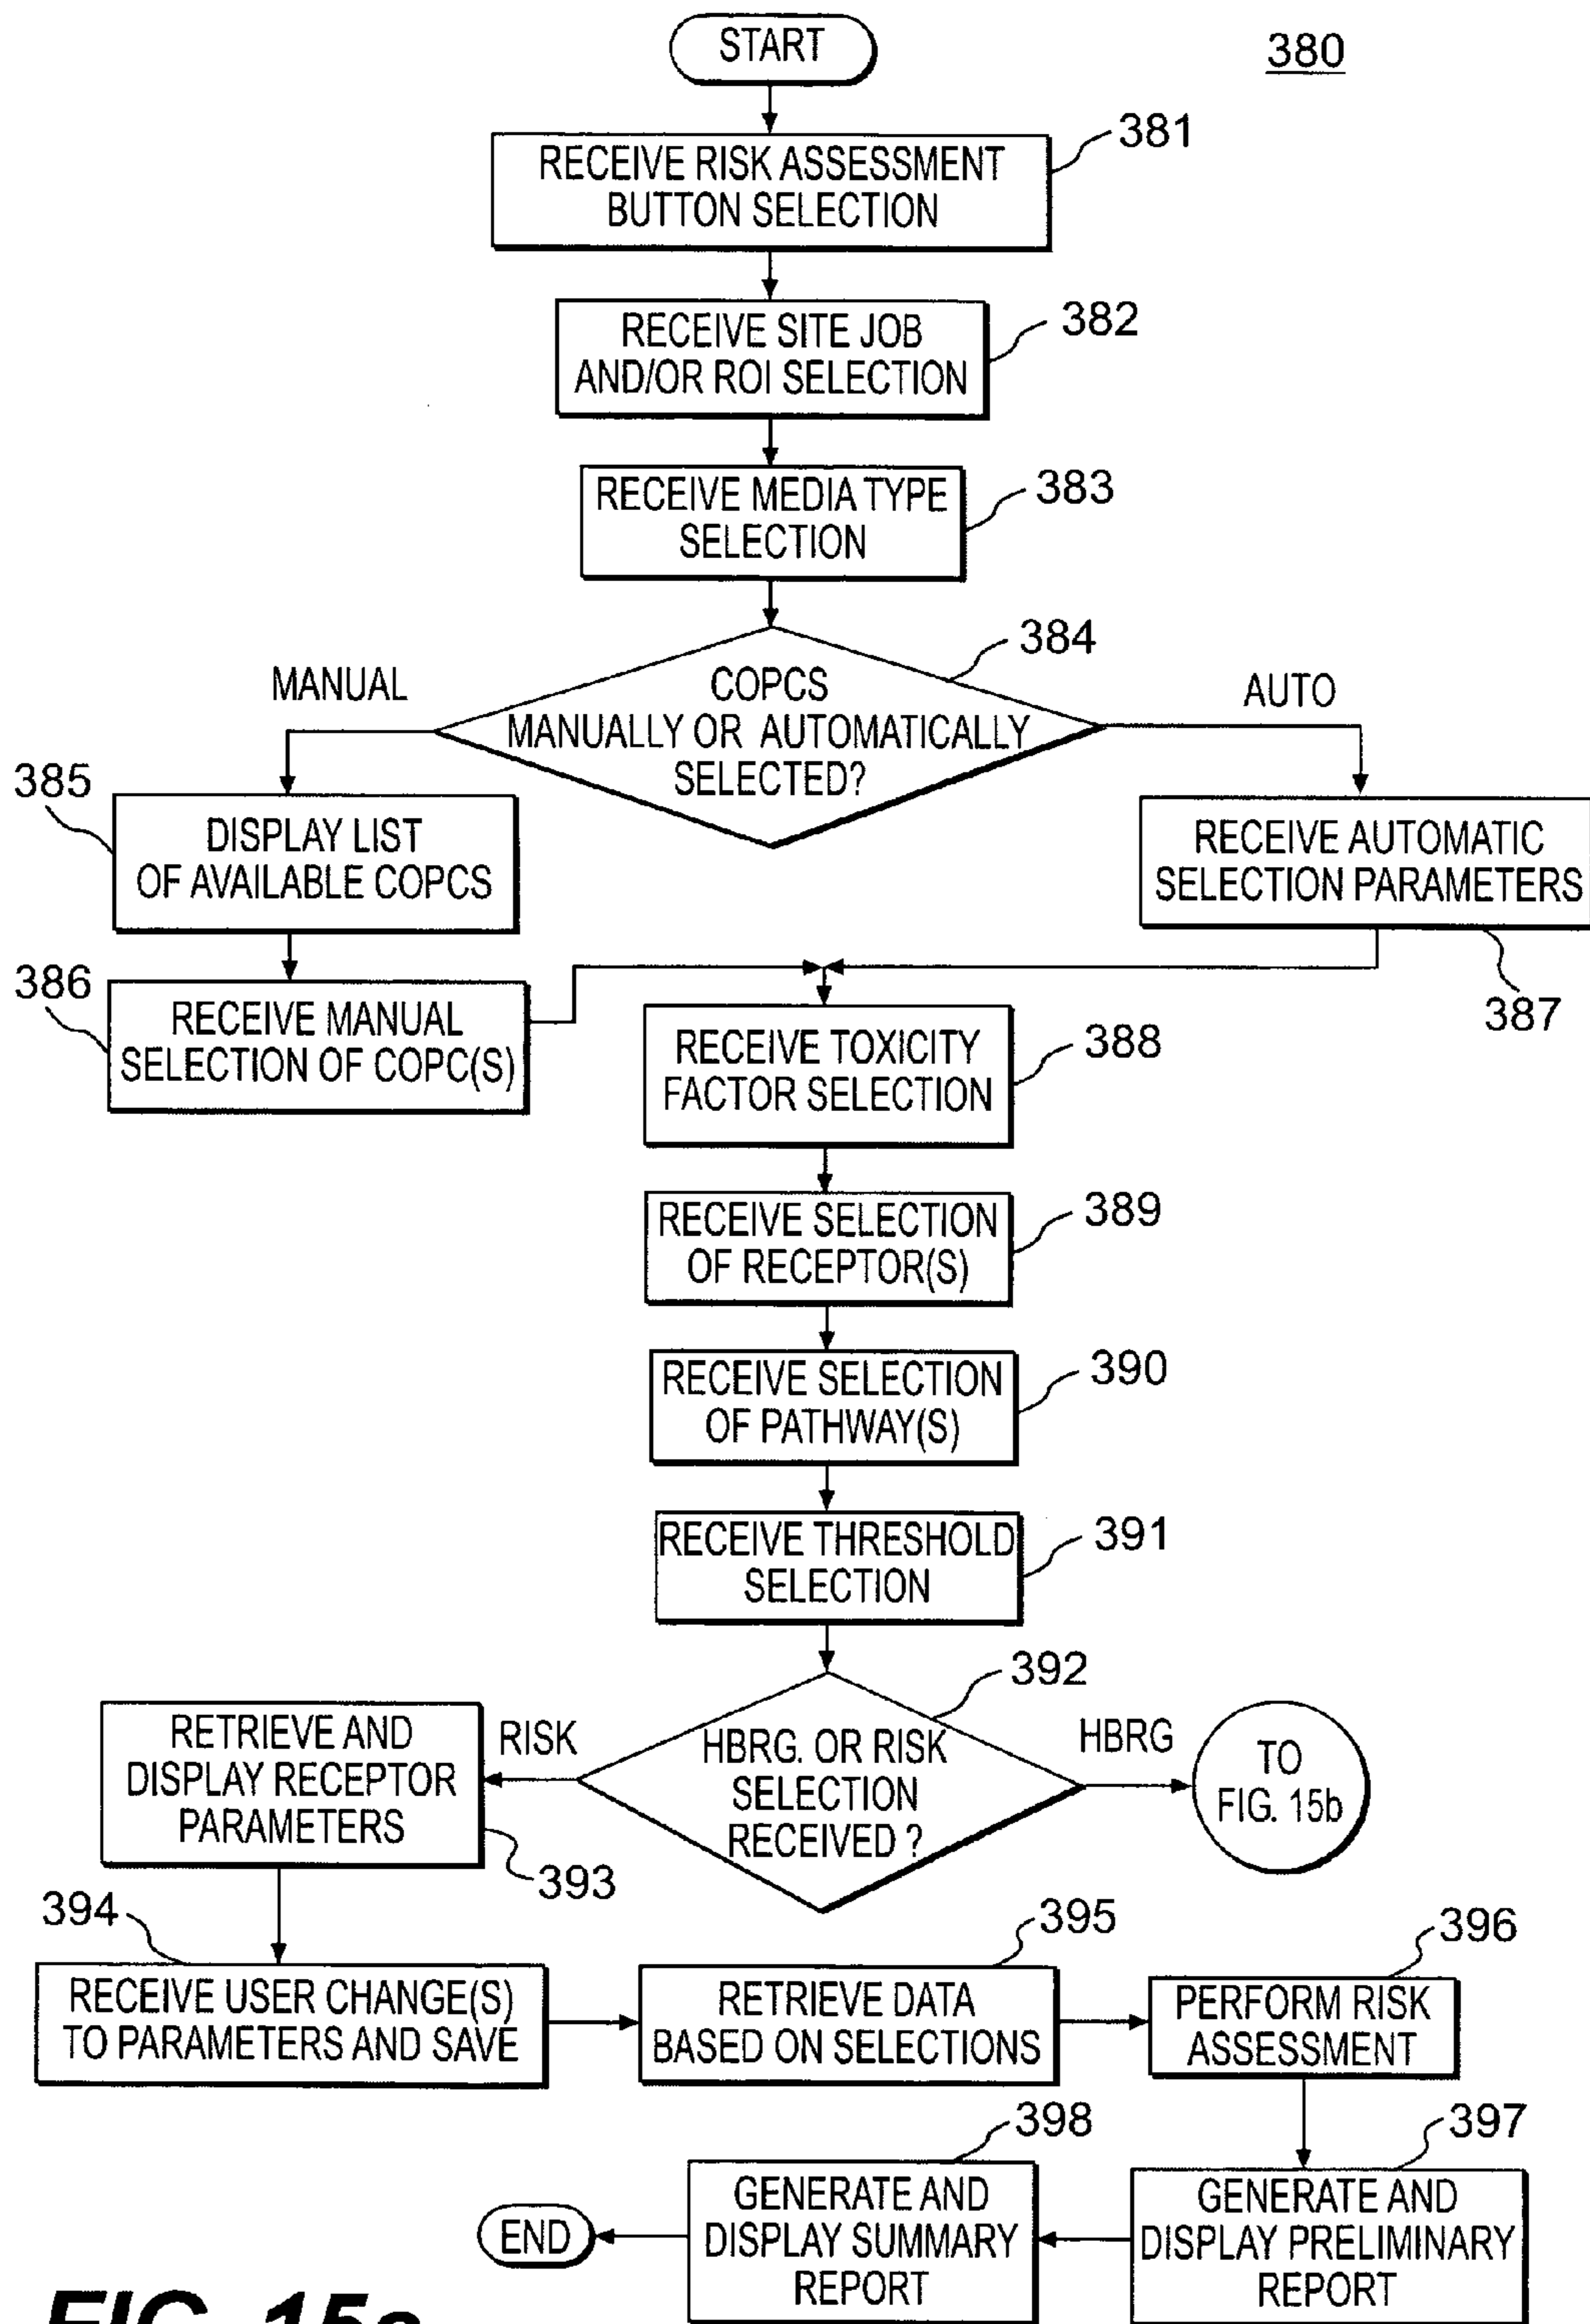 START
380
RECEIVE RISK ASSESSMENT
BUTTON SELECTION
381
RECEIVE SITE JOB
AND/OR ROI SELECTION
382
RECEIVE MEDIA TYPE
SELECTION
383
384
MANUAL
COPCS
MANUALLY OR AUTOMATICALLY
SELECTED?
AUTO
385
DISPLAY LIST
OF AVAILABLE COPCS
RECEIVE AUTOMATIC
SELECTION PARAMETERS
387
386
RECEIVE MANUAL
SELECTION OF COPC(S)
RECEIVE TOXICITY
FACTOR SELECTION
388
RECEIVE SELECTION
OF RECEPTOR(S)
389
RECEIVE SELECTION
OF PATHWAY(S)
390
RECEIVE THRESHOLD
SELECTION
391
392
RETRIEVE AND
DISPLAY RECEPTOR
PARAMETERS
393
RISK
HBRG. OR RISK
SELECTION
RECEIVED ?
HBRG
TO
FIG. 15b
394
RECEIVE USER CHANGE(S)
TO PARAMETERS AND SAVE
395
RETRIEVE DATA
BASED ON SELECTIONS
396
PERFORM RISK
ASSESSMENT
397
GENERATE AND
DISPLAY PRELIMINARY
REPORT
398
GENERATE AND
DISPLAY SUMMARY
REPORT
END
FIG. 15a